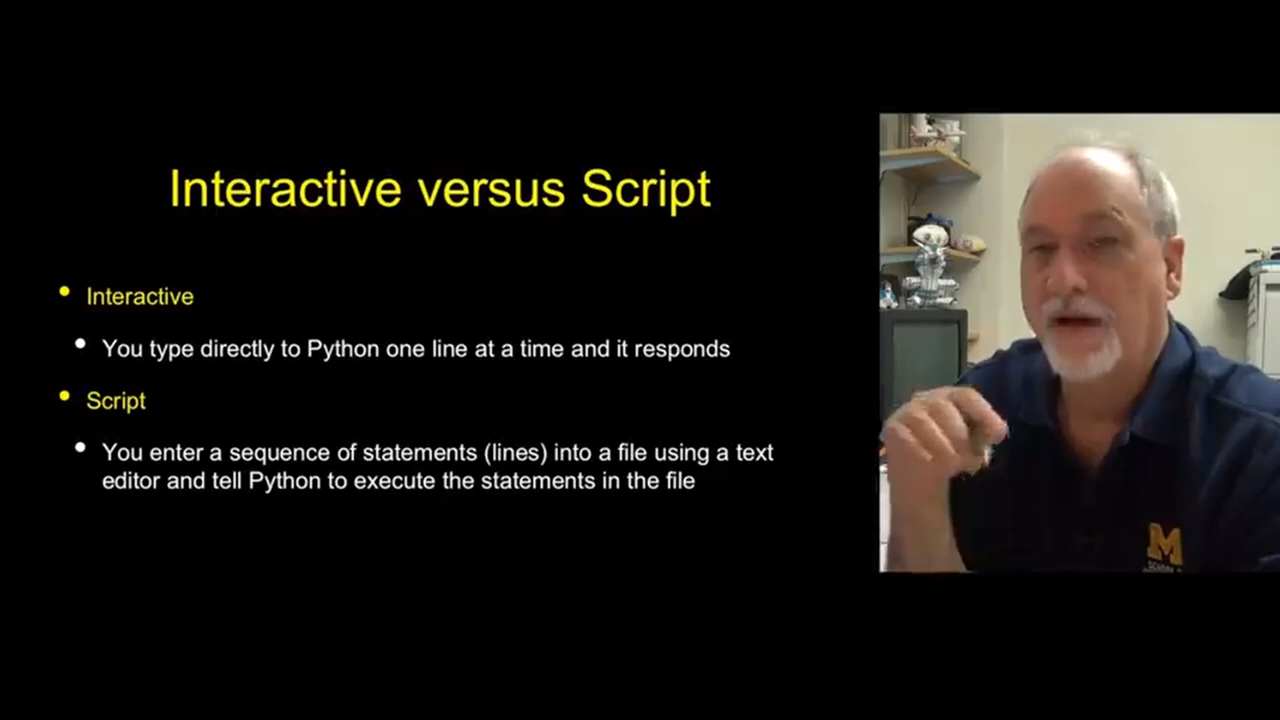 Interactive versus Script
• Interactive
• You type directly to Python one line at a time and it responds
• Script
• You enter a sequence of statements (lines) into a file using a text
editor and tell Python to execute the statements in the file
M